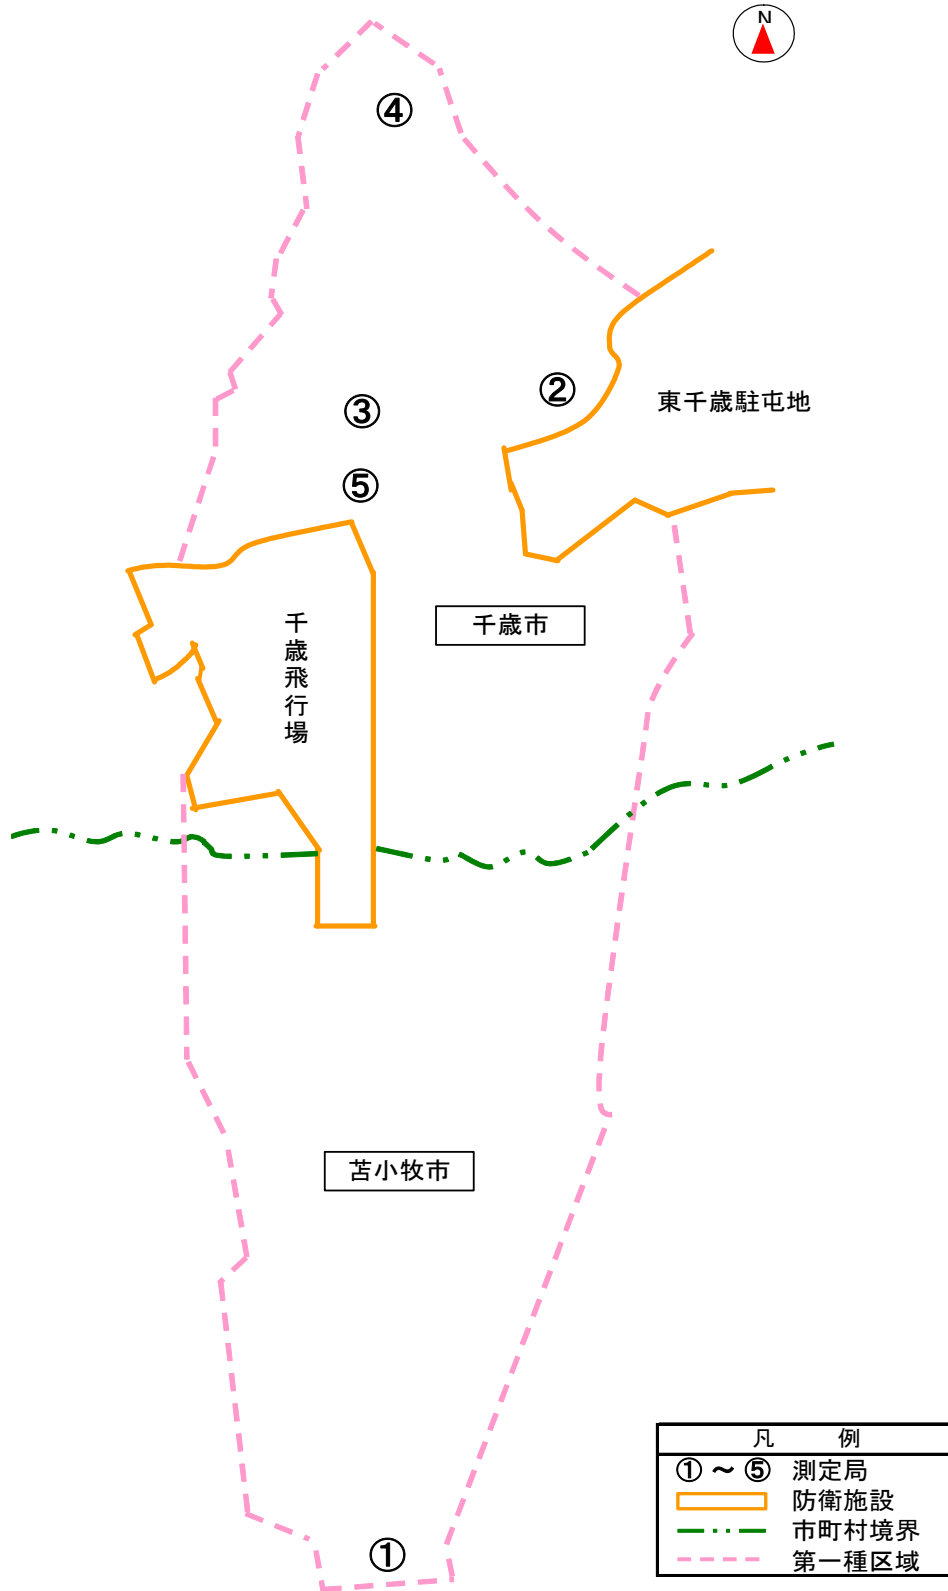 N
④
②
東千歳駐屯地
③
⑤
千歳市
千歳飛行場
苫小牧市
①
凡 例
①～⑤ 測定局
防衛施設
市町村境界
第一種区域